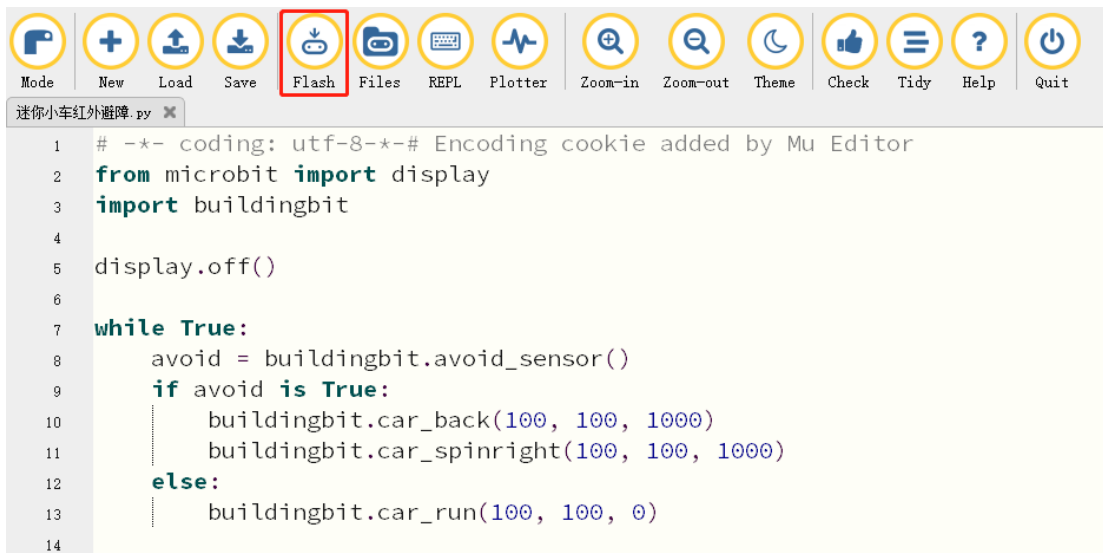 Mode New Load Save Flash Files REPL Plotter Zoom-in Zoom-out Theme Check Tidy Help Quit
迷你小车红外避障.py
1 # -*- coding: utf-8-*-# Encoding cookie added by Mu Editor
2 from microbit import display
3 import buildingbit
4
5 display.off()
6
7 while True:
8 avoid = buildingbit.avoid_sensor()
9 if avoid is True:
10 buildingbit.car_back(100, 100, 1000)
11 buildingbit.car_spinright(100, 100, 1000)
12 else:
13 buildingbit.car_run(100, 100, 0)
14